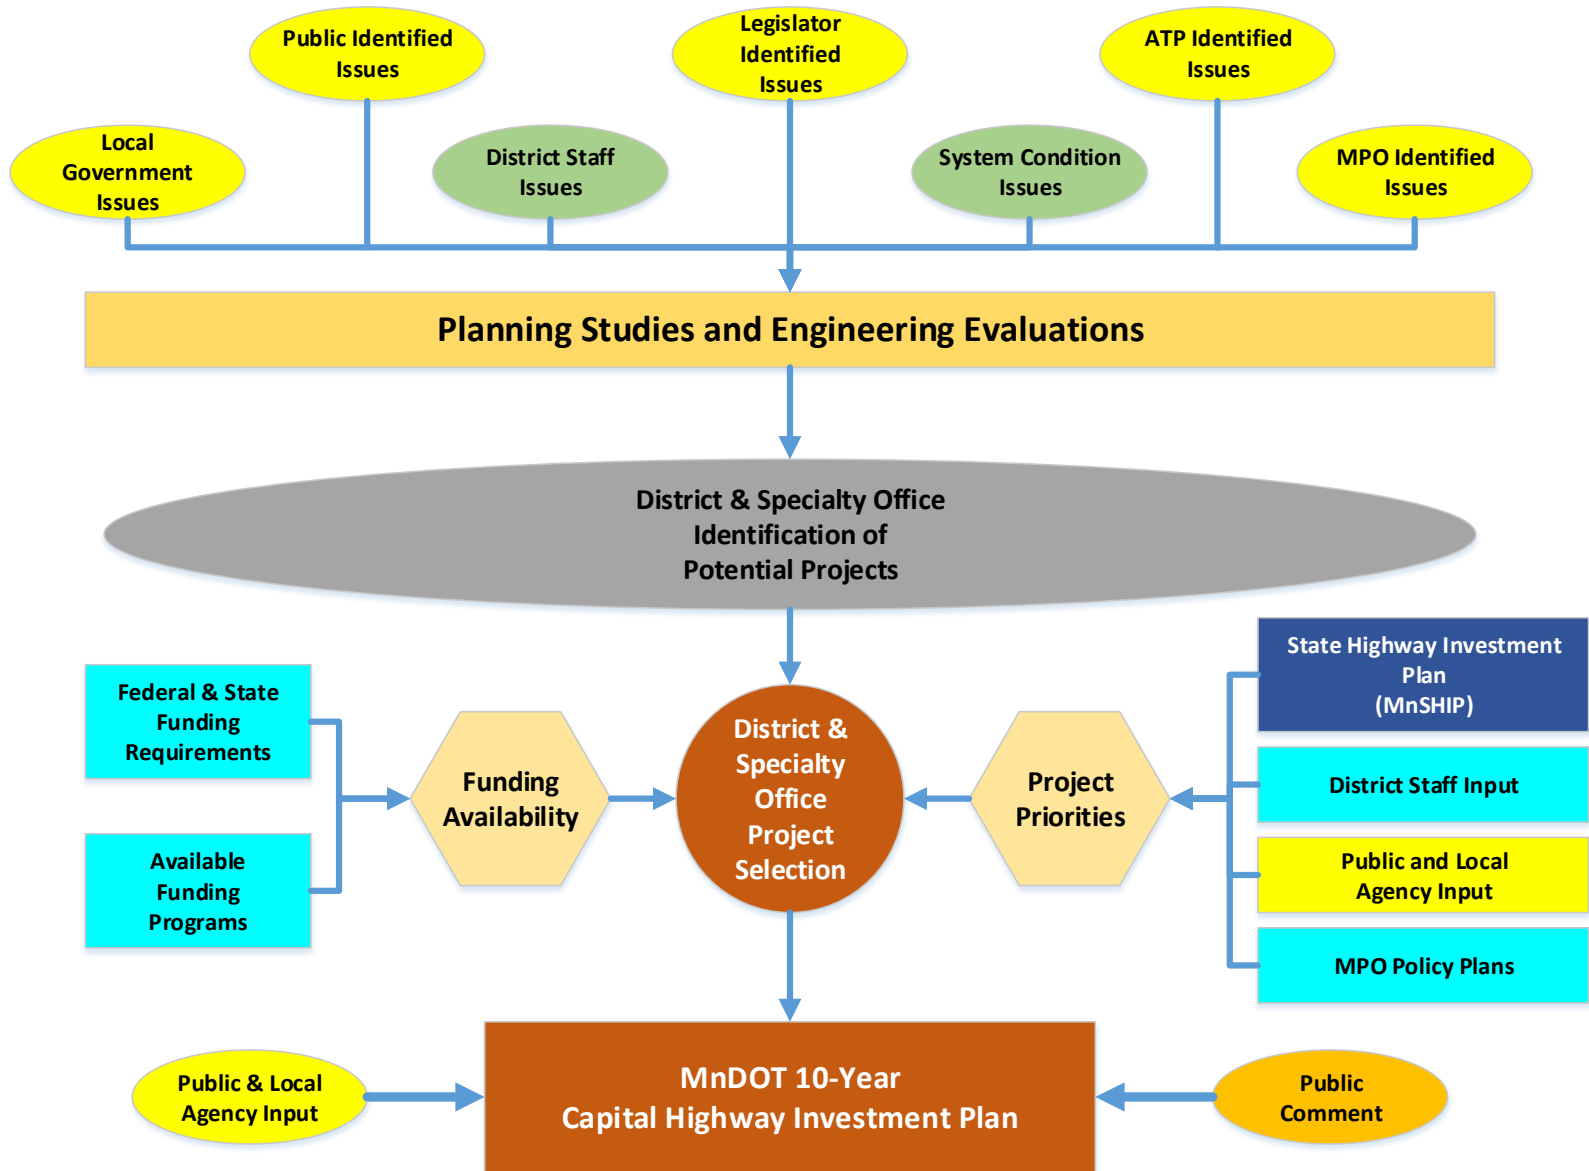 Public Identified
Issues
Legislator
Identified
Issues
ATP Identified
Issues
Local
Government
Issues
District Staff
Issues
System Condition
Issues
MPO Identified
Issues
Planning Studies and Engineering Evaluations
District & Specialty Office
Identification of
Potential Projects
Federal & State
Funding
Requirements
Available
Funding
Programs
Funding
Availability
District &
Specialty
Office
Project
Selection
Project
Priorities
State Highway Investment
Plan
(MnSHIP)
District Staff Input
Public and Local
Agency Input
MPO Policy Plans
Public & Local
Agency Input
MnDOT 10-Year
Capital Highway Investment Plan
Public
Comment